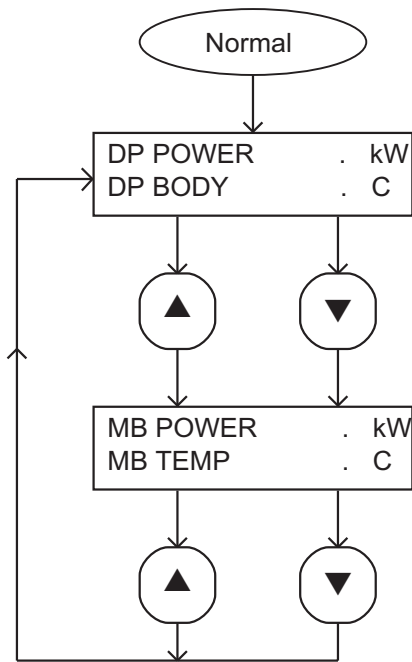 Normal
DP POWER . kW
DP BODY . C
▲ ▼
MB POWER . kW
MB TEMP . C
▲ ▼